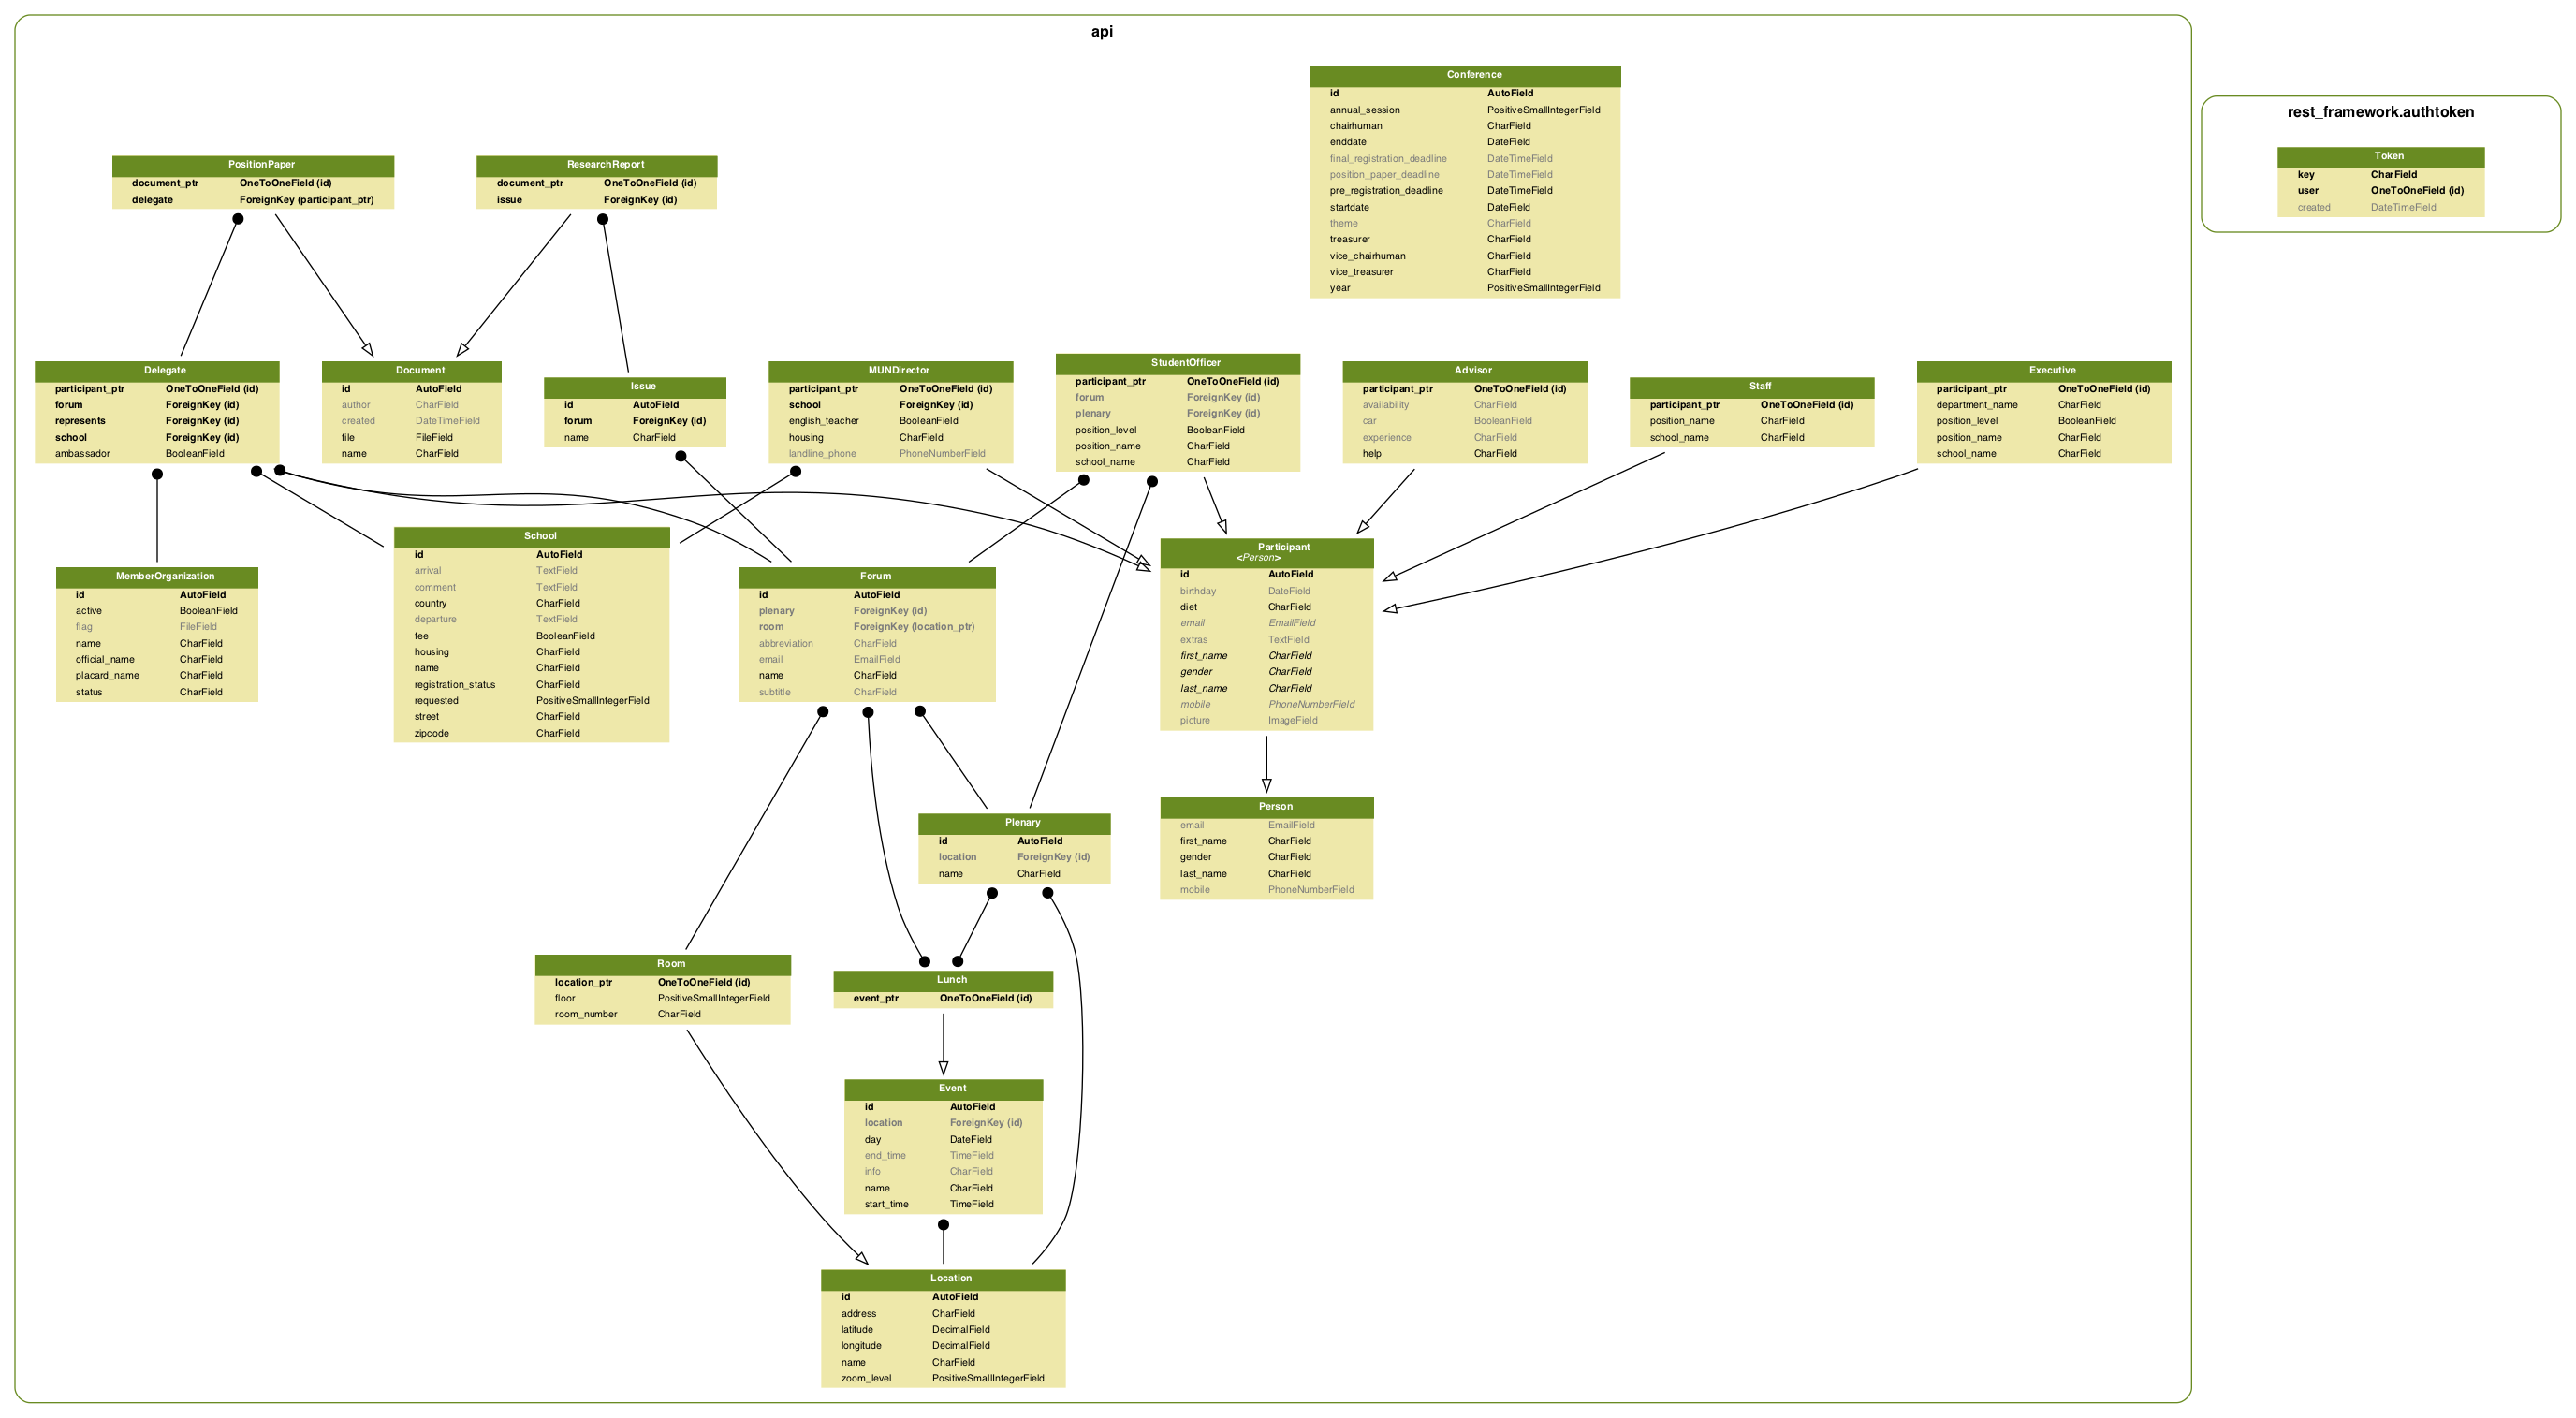 api
Conference
id AutoField
annual_session PositiveSmallIntegerField
chairhuman CharField
enddate DateField
final_registration_deadline DateTimeField
position_paper_deadline DateTimeField
pre_registration_deadline DateTimeField
startdate DateField
theme CharField
treasurer CharField
vice_chairhuman CharField
vice_treasurer CharField
year PositiveSmallIntegerField
rest_framework.authtoken
Token
key CharField
user OneToOneField (id)
created DateTimeField
PositionPaper
document_ptr OneToOneField (id)
delegate ForeignKey (participant_ptr)
ResearchReport
document_ptr OneToOneField (id)
issue ForeignKey (id)
Delegate
participant_ptr OneToOneField (id)
forum ForeignKey (id)
represents ForeignKey (id)
school ForeignKey (id)
ambassador BooleanField
Document
id AutoField
author CharField
created DateTimeField
file FileField
name CharField
Issue
id AutoField
forum ForeignKey (id)
name CharField
MUNDirector
participant_ptr OneToOneField (id)
school ForeignKey (id)
english_teacher BooleanField
housing CharField
landline_phone PhoneNumberField
StudentOfficer
participant_ptr OneToOneField (id)
forum ForeignKey (id)
plenary ForeignKey (id)
position_level BooleanField
position_name CharField
school_name CharField
Advisor
participant_ptr OneToOneField (id)
availability CharField
car BooleanField
experience CharField
help CharField
Staff
participant_ptr OneToOneField (id)
position_name CharField
school_name CharField
Executive
participant_ptr OneToOneField (id)
department_name CharField
position_level BooleanField
position_name CharField
school_name CharField
MemberOrganization
id AutoField
active BooleanField
flag FileField
name CharField
official_name CharField
placard_name CharField
status CharField
School
id AutoField
arrival TextField
comment TextField
country CharField
departure TextField
fee BooleanField
housing CharField
name CharField
registration_status CharField
requested PositiveSmallIntegerField
street CharField
zipcode CharField
Forum
id AutoField
plenary ForeignKey (id)
room ForeignKey (location_ptr)
abbreviation CharField
email EmailField
name CharField
subtitle CharField
Participant
<Person>
id AutoField
birthday DateField
diet CharField
email EmailField
extras TextField
first_name CharField
gender CharField
last_name CharField
mobile PhoneNumberField
picture ImageField
Plenary
id AutoField
location ForeignKey (id)
name CharField
Person
email EmailField
first_name CharField
gender CharField
last_name CharField
mobile PhoneNumberField
Room
location_ptr OneToOneField (id)
floor PositiveSmallIntegerField
room_number CharField
Lunch
event_ptr OneToOneField (id)
Event
id AutoField
location ForeignKey (id)
day DateField
end_time TimeField
info CharField
name CharField
start_time TimeField
Location
id AutoField
address CharField
latitude DecimalField
longitude DecimalField
name CharField
zoom_level PositiveSmallIntegerField